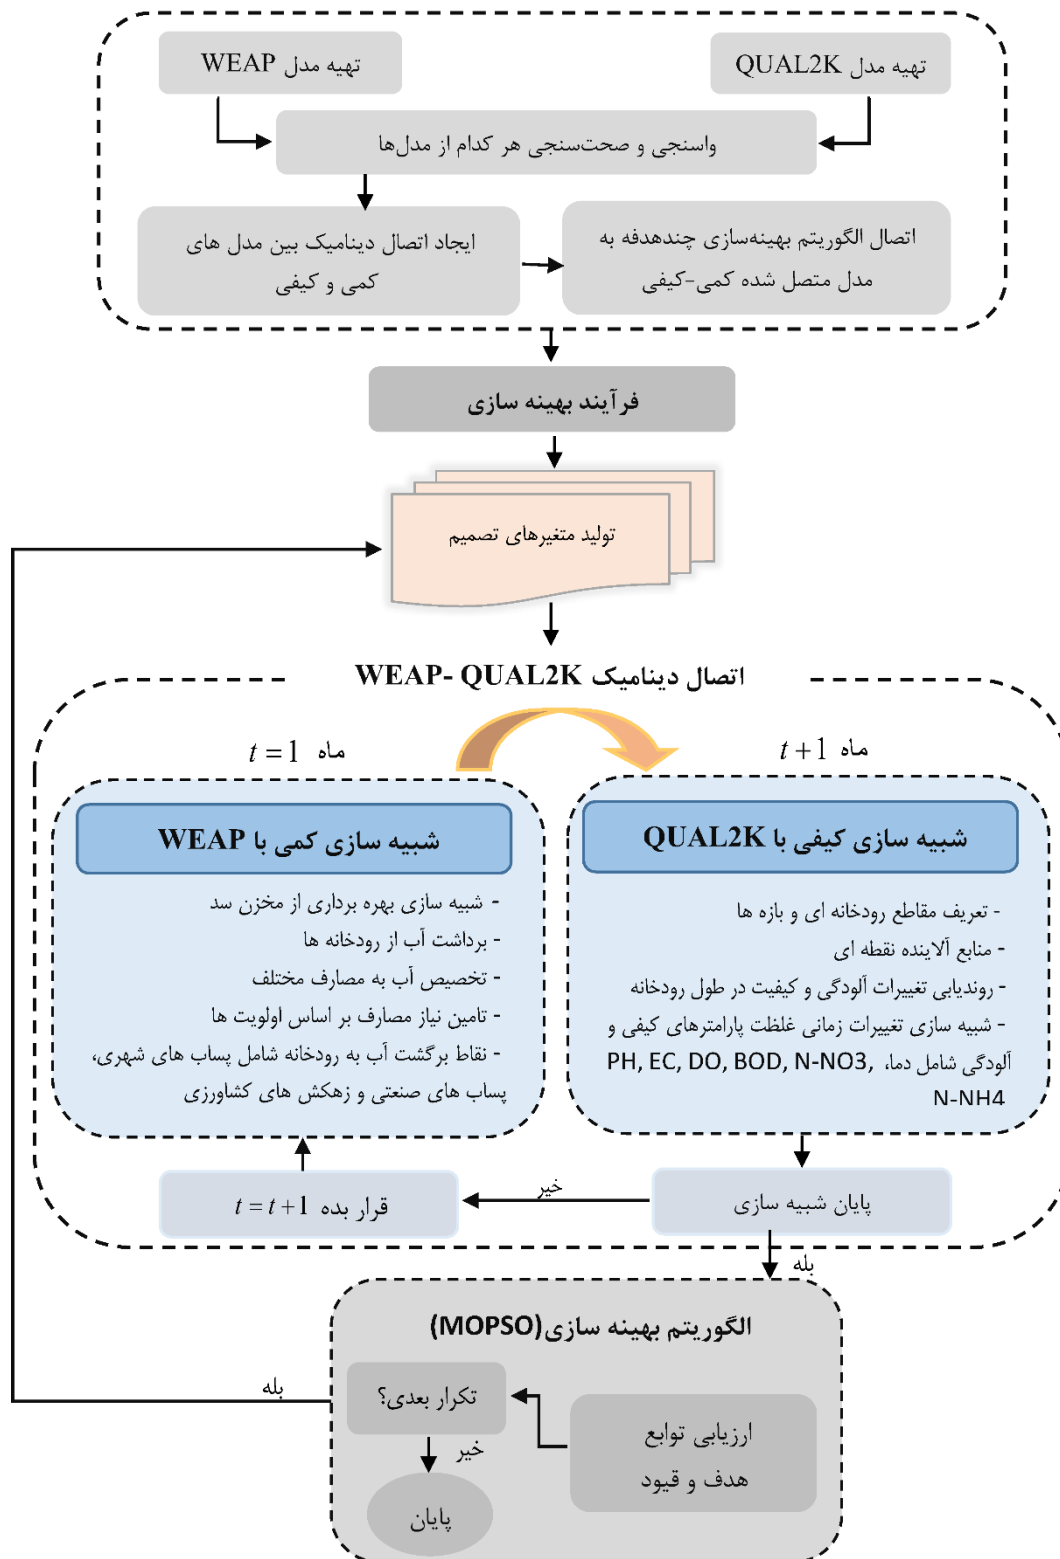 تهیه مدل QUAL2K
تهیه مدل WEAP
واسنجی و صحت‌سنجی هر کدام از مدل‌ها
ایجاد اتصال دینامیک بین مدل های
کمی و کیفی
اتصال الگوریتم بهینه‌سازی چندهدفه به
مدل متصل شده کمی-کیفی
فرآیند بهینه سازی
تولید متغیرهای تصمیم
اتصال دینامیک WEAP- QUAL2K
ماه t = 1
ماه t + 1
شبیه سازی کمی با WEAP
- شبیه سازی بهره برداری از مخزن سد
- برداشت آب از رودخانه ها
- تخصیص آب به مصارف مختلف
- تامین نیاز مصارف بر اساس اولویت ها
- نقاط برگشت آب به رودخانه شامل پساب های شهری،
پساب های صنعتی و زهکش های کشاورزی
شبیه سازی کیفی با QUAL2K
- تعریف مقاطع رودخانه ای و بازه ها
- منابع آلاینده نقطه ای
- روندیابی تغییرات آلودگی و کیفیت در طول رودخانه
- شبیه سازی تغییرات زمانی غلظت پارامترهای کیفی و
آلودگی شامل دما، PH, EC, DO, BOD, N-NO3,
N-NH4
پایان شبیه سازی
خیر
قرار بده t = t + 1
بله
الگوریتم بهینه سازی(MOPSO)
ارزیابی توابع
هدف و قیود
تکرار بعدی؟
بله
خیر
پایان